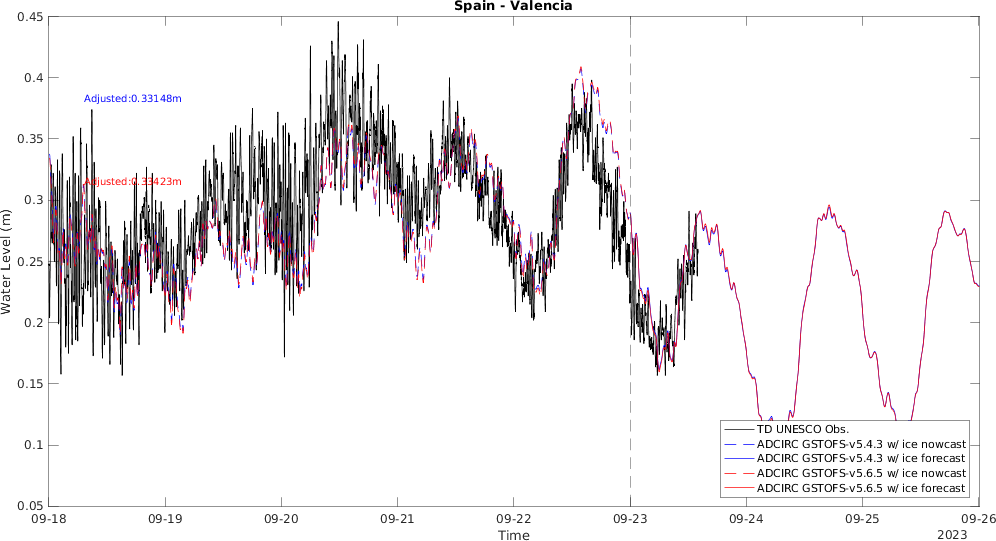 Spain - Valencia
0.45
0.4
0.35
0.3
0.25
0.2
0.15
0.1
0.05
Water Level (m)
Adjusted:0.33148m
Adjusted:0.33423m
TD UNESCO Obs.
ADCIRC GSTOFS-v5.4.3 w/ ice nowcast
ADCIRC GSTOFS-v5.4.3 w/ ice forecast
ADCIRC GSTOFS-v5.6.5 w/ ice nowcast
ADCIRC GSTOFS-v5.6.5 w/ ice forecast
09-18 09-19 09-20 09-21 09-22 09-23 09-24 09-25 09-26
Time
2023